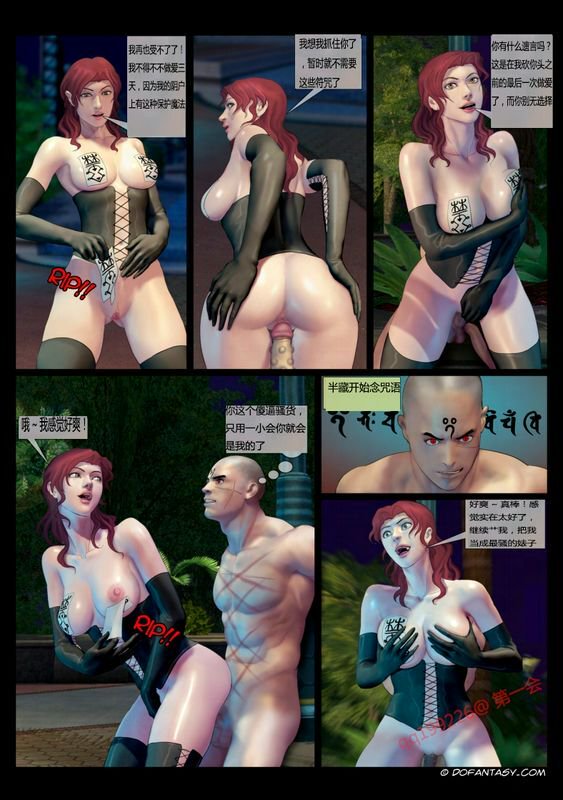 我再也受不了了!
我不得不不做爱三
天，因为我的阴户
上有这种保护魔法
RIP!!
我想我抓住你了
，暂时就不需要
这些符咒了
你有什么遗言吗?
这是在我砍你头之
前的最后一次做爱
了，而你别无选择
哦~我感觉好爽!
你这个傻逼骚货，
只用一小会你就会
是我的了
RIP!!
半藏开始念咒语
好爽~真棒！感
觉实在太好了，
继续艹我，把我
当成最骚的婊子
@第一会
© DOFANTASY.COM